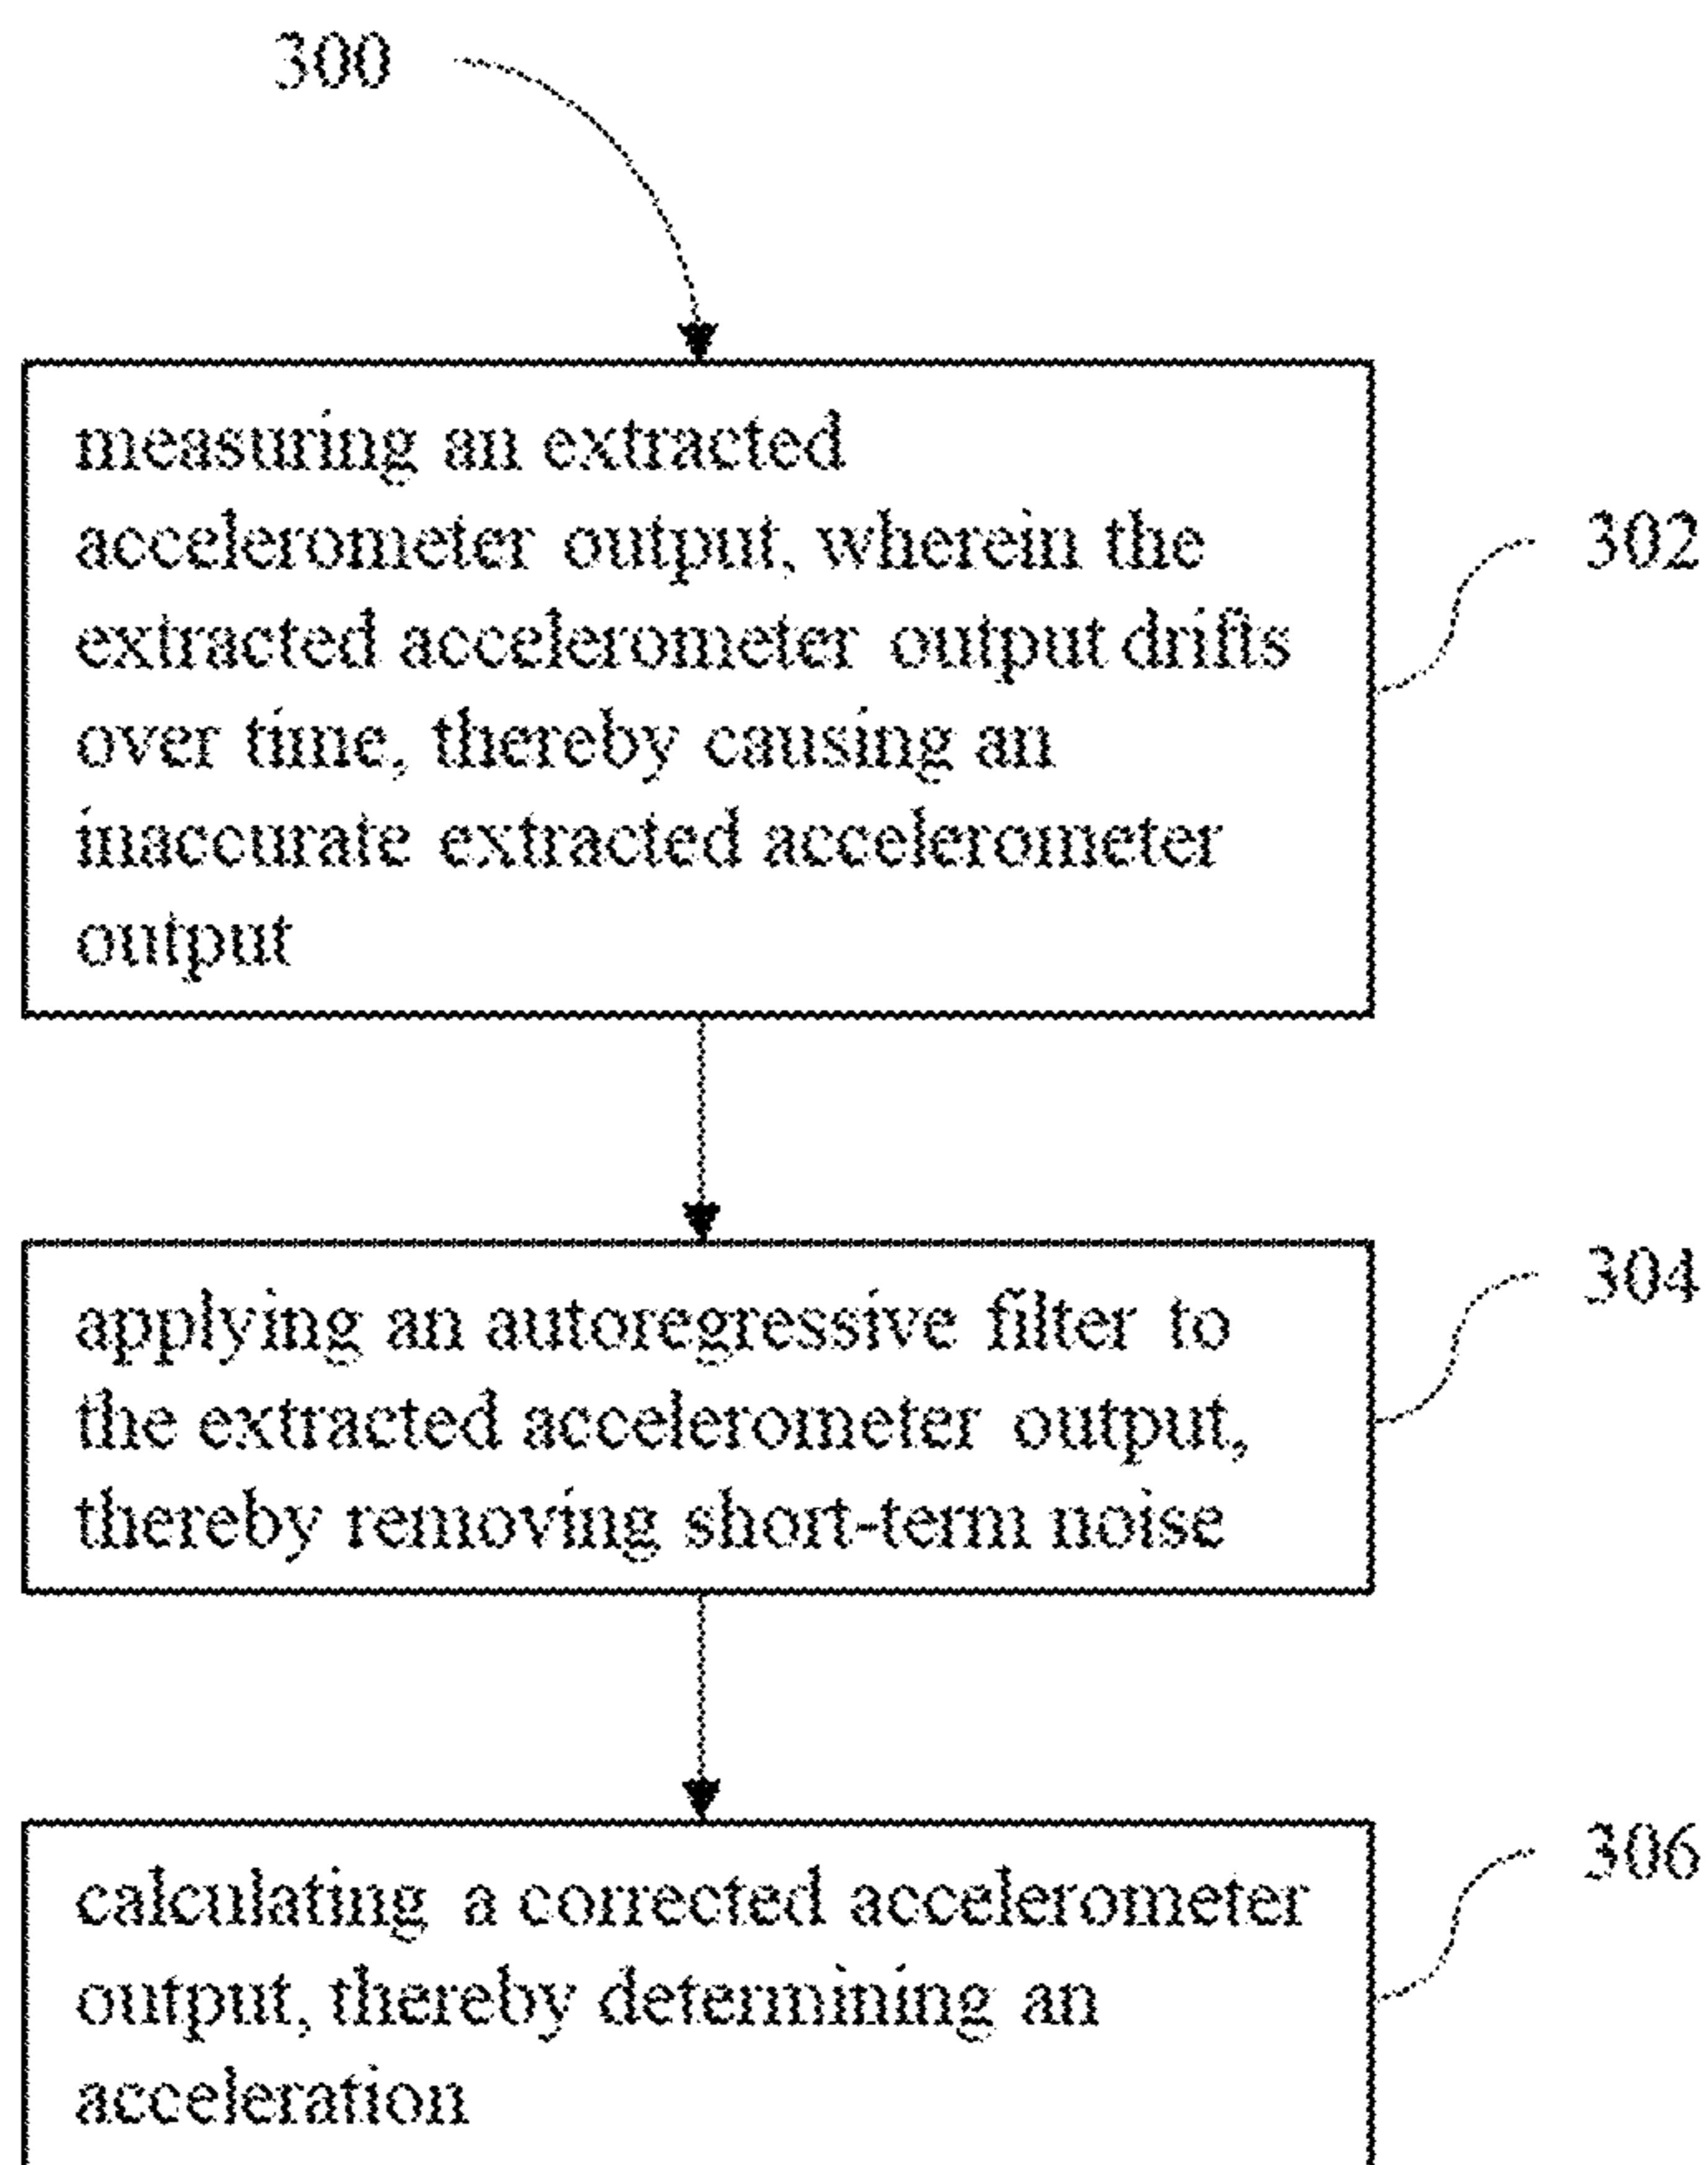 300
measuring an extracted
accelerometer output, wherein the
extracted accelerometer output drifts
over time, thereby causing an
inaccurate extracted accelerometer
output
302
applying an autoregressive filter to
the extracted accelerometer output,
thereby removing short-term noise
304
calculating a corrected accelerometer
output, thereby determining an
acceleration
306